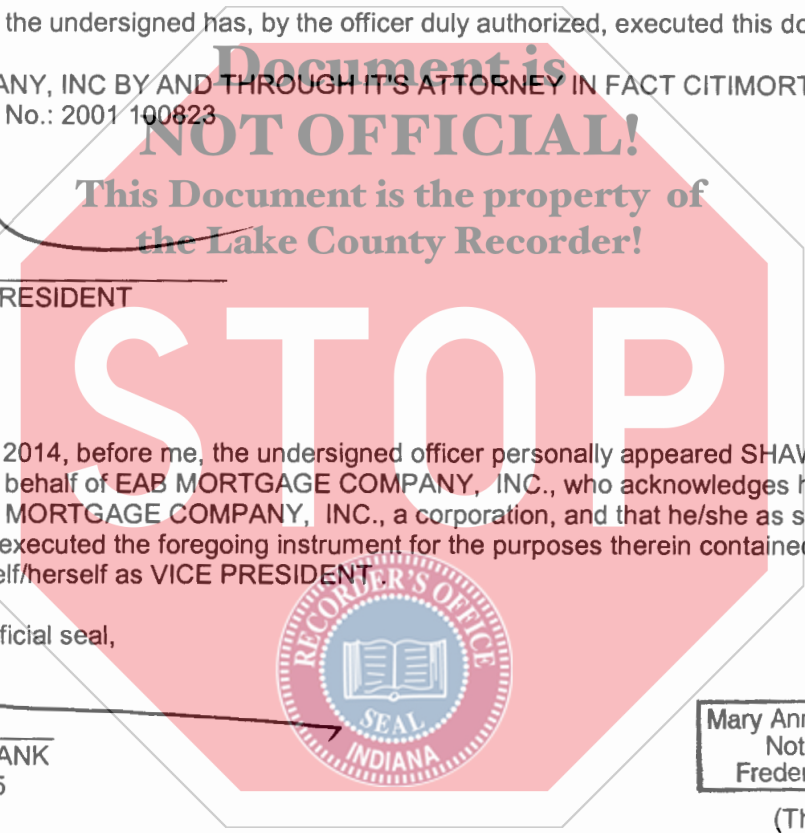 the undersigned has, by the officer duly authorized, executed this do
Document is
ANY, INC BY AND THROUGH IT'S ATTORNEY IN FACT CITIMORT
No.: 2001 100823
NOT OFFICIAL!
This Document is the property of
the Lake County Recorder!
RESIDENT
STOP
2014, before me, the undersigned officer personally appeared SHAW
behalf of EAB MORTGAGE COMPANY, INC., who acknowledges h
MORTGAGE COMPANY, INC., a corporation, and that he/she as s
executed the foregoing instrument for the purposes therein contained
elf/herself as VICE PRESIDENT .
RECORDER'S OFFICE
ficial seal,
SEAL
INDIANA
ANK
5
Mary Ann
Not
Freder
(Th